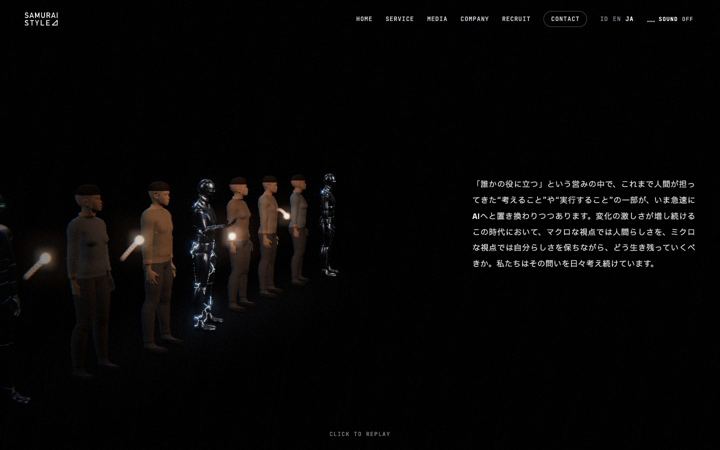 SAMURAI
STYLE
HOME SERVICE MEDIA COMPANY RECRUIT CONTACT ID EN JA SOUND OFF
「誰かの役に立つ」という営みの中で、これまで人間が担っ
てきた“考えること”や“実行すること”の一部が、いま急速に
AIへと置き換わりつつあります。変化の激しさが増し続ける
この時代において、マクロな視点では人間らしさを、ミクロ
な視点では自分らしさを保ちながら、どう生き残っていくべ
きか。私たちはその問いを日々考え続けています。
CLICK TO REPLAY